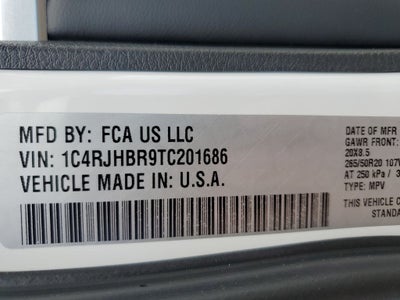 MFD BY: FCA US LLC
VIN: 1C4RJHBR9TC201686
VEHICLE MADE IN: U.S.A.
DATE OF MFR
GAWR FRONT:
20X8.5
265/50R20 107
AT 250 kPa /
TYPE: MPV
THIS VEHICLE
STANDA